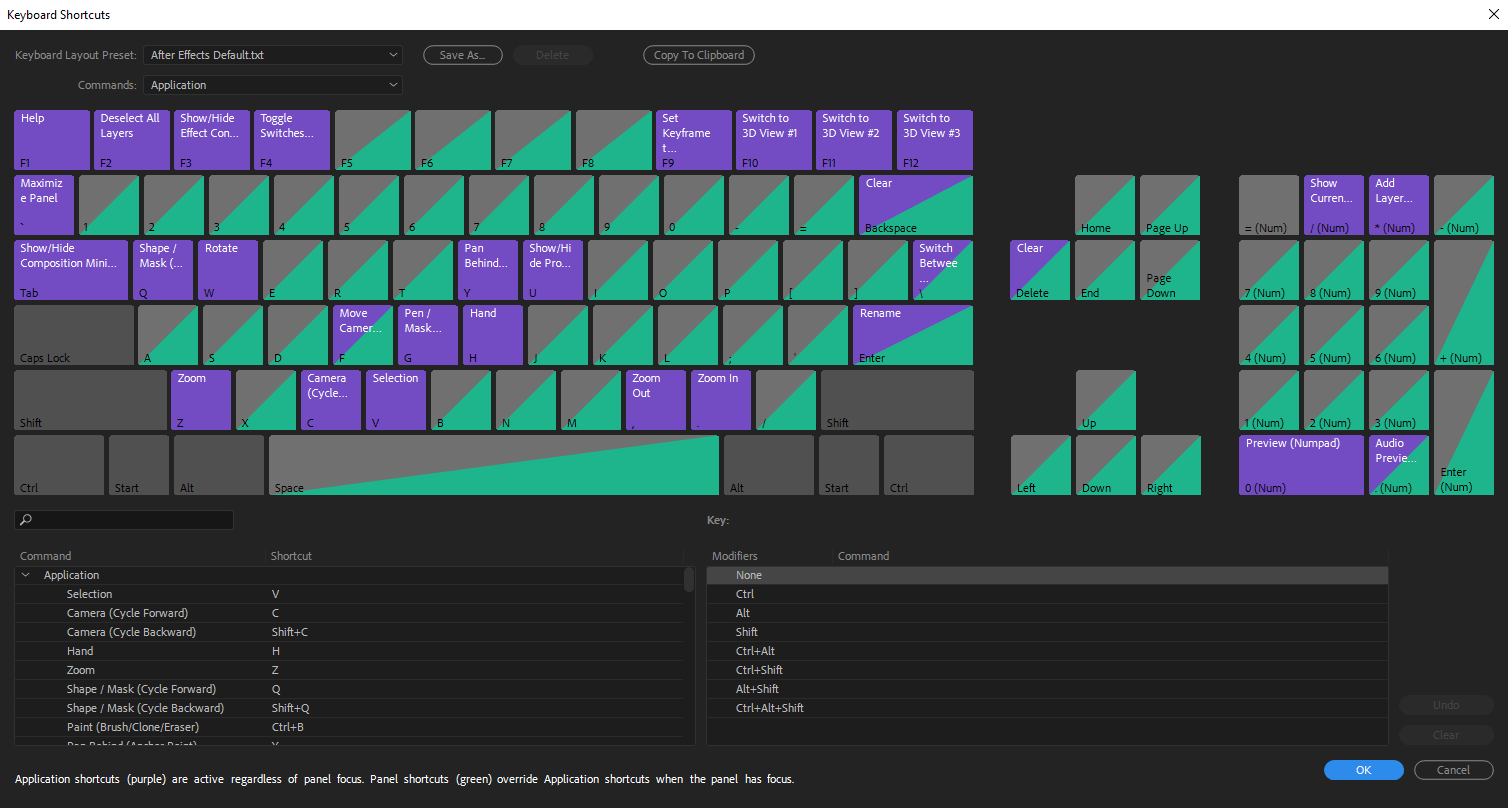 Keyboard Shortcuts
Keyboard Layout Preset: After Effects Default.txt Save As... Delete Copy To Clipboard
Commands: Application
Help Deselect All Show/Hide Toggle Set Switch to Switch to Switch to
Layers Effect Con... Switches... Keyframe 3D View #1 3D View #2 3D View #3
t...
F1 F2 F3 F4 F5 F6 F7 F8 F9 F10 F11 F12
Maximiz Clear Show Add
e Panel Curren... Layer...
` 1 2 3 4 5 6 7 8 9 0 - = Backspace Home Page Up = (Num) / (Num) * (Num) - (Num)
Show/Hide Shape / Rotate Pan Show/Hi Switch Clear
Composition Mini... Mask (... Behind... de Pro... Betwee
... Page
Tab Q W E R T Y U I O P [ ] \ Delete End Down 7 (Num) 8 (Num) 9 (Num)
Move Pen / Hand Rename
Camer... Mask...
Caps Lock A S D F G H J K L ; ' Enter 4 (Num) 5 (Num) 6 (Num) + (Num)
Zoom Camera Selection Zoom Zoom In
(Cycle... Out
Shift Z X C V B N M , . / Shift Up 1 (Num) 2 (Num) 3 (Num)
Preview (Numpad) Audio
Previe... Enter
Ctrl Start Alt Space Alt Start Ctrl Left Down Right 0 (Num) . (Num) (Num)
Key:
Command Shortcut Modifiers Command
Application None
Selection V Ctrl
Camera (Cycle Forward) C Alt
Camera (Cycle Backward) Shift+C Shift
Hand H Ctrl+Alt
Zoom Z Ctrl+Shift
Shape / Mask (Cycle Forward) Q Alt+Shift
Shape / Mask (Cycle Backward) Shift+Q Ctrl+Alt+Shift Undo
Paint (Brush/Clone/Eraser) Ctrl+B
Clear
Pan Behind (Anchor Point) Y
Application shortcuts (purple) are active regardless of panel focus. Panel shortcuts (green) override Application shortcuts when the panel has focus.
OK Cancel